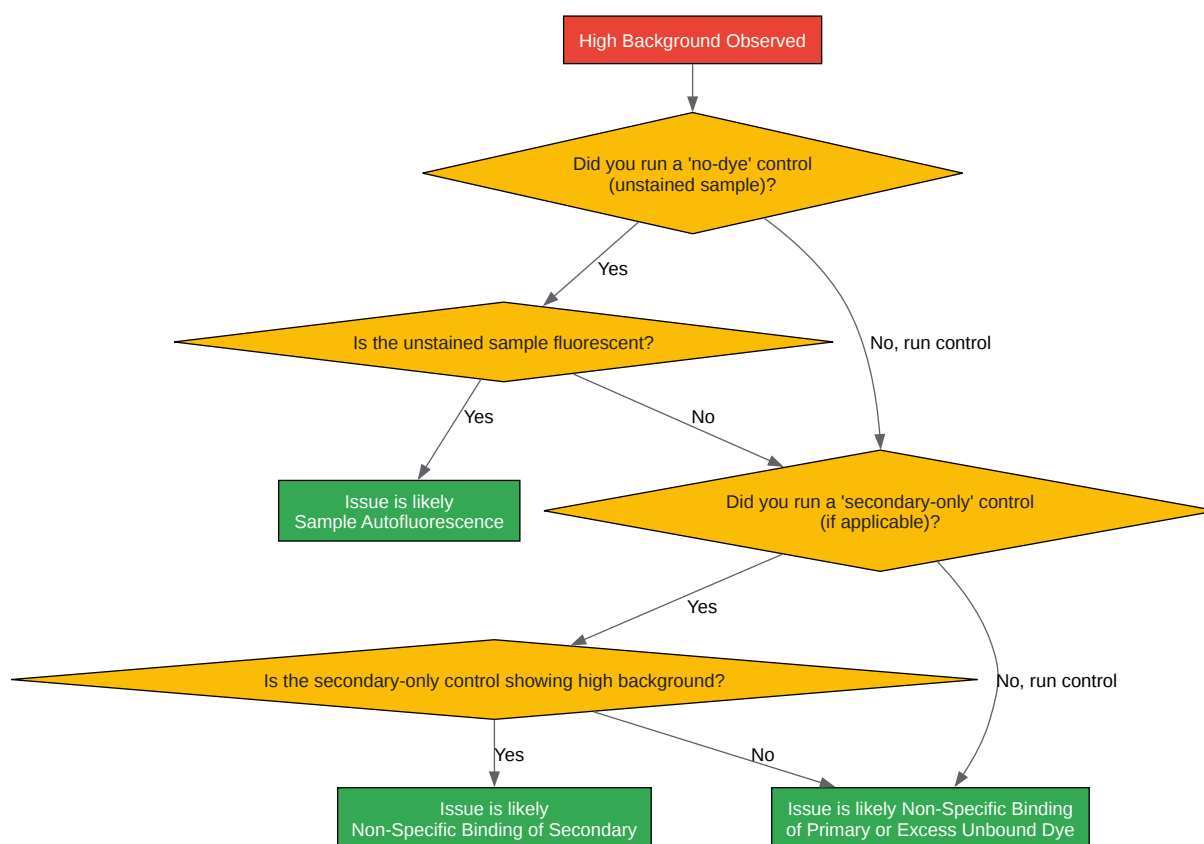 High Background Observed
Did you run a 'no-dye' control
(unstained sample)?
Yes
Is the unstained sample fluorescent?
No, run control
Yes
No
Issue is likely
Sample Autofluorescence
Did you run a 'secondary-only' control
(if applicable)?
Yes
Is the secondary-only control showing high background?
No, run control
Yes
No
Issue is likely
Non-Specific Binding of Secondary
Issue is likely Non-Specific Binding
of Primary or Excess Unbound Dye